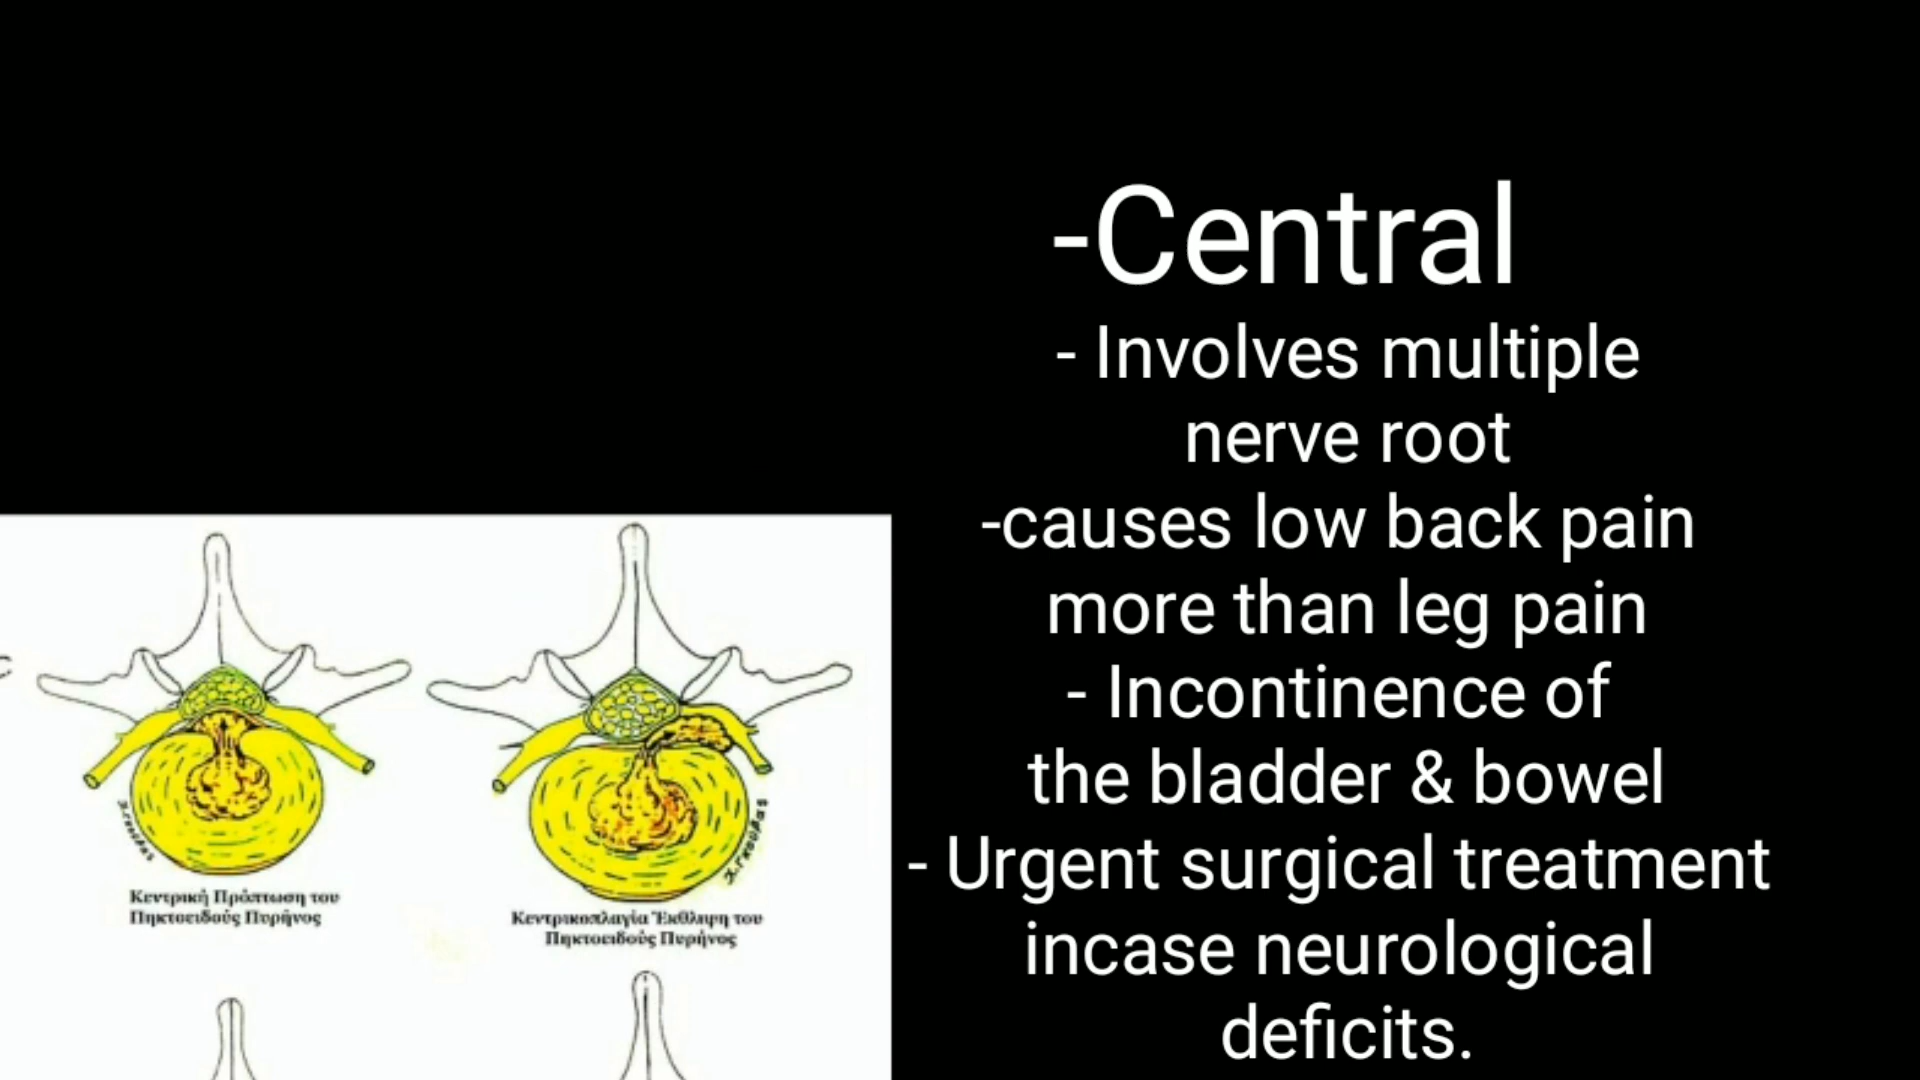 -Central
- Involves multiple
nerve root
-causes low back pain
more than leg pain
- Incontinence of
the bladder & bowel
- Urgent surgical treatment
incase neurological
deficits.
Κεντρική Πρόπτωση του
Πηκτοειδούς Πυρήνος
Κεντρικοπλαγία Έκθλιψη του
Πηκτοειδούς Πυρήνος